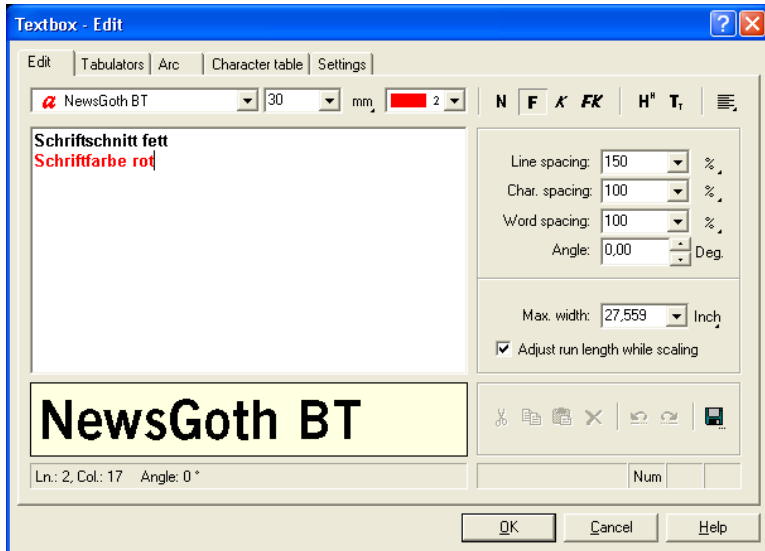 Textbox - Edit
Edit Tabulators Arc Character table Settings
a NewsGoth BT 30 mm 2 N F K FK H" T
Schriftschnitt fett
Schriftfarbe rot
Line spacing: 150 %
Char. spacing: 100 %
Word spacing: 100 %
Angle: 0,00 Deg.
Max. width: 27,559 Inch
Adjust run length while scaling
NewsGoth BT
Ln.: 2, Col.: 17 Angle: 0 °
Num
OK Cancel Help